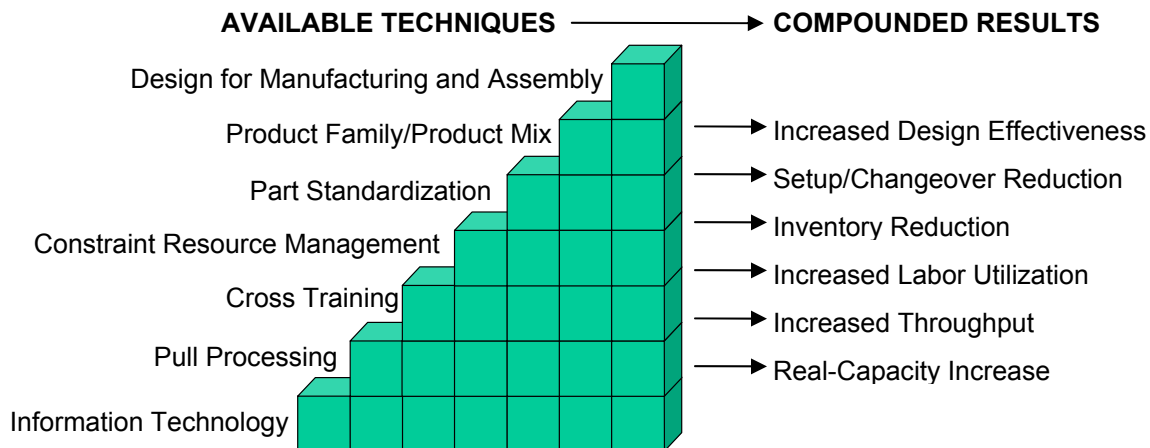 AVAILABLE TECHNIQUES
COMPOUNDED RESULTS
Design for Manufacturing and Assembly
Product Family/Product Mix
Part Standardization
Constraint Resource Management
Cross Training
Pull Processing
Information Technology
Increased Design Effectiveness
Setup/Changeover Reduction
Inventory Reduction
Increased Labor Utilization
Increased Throughput
Real-Capacity Increase